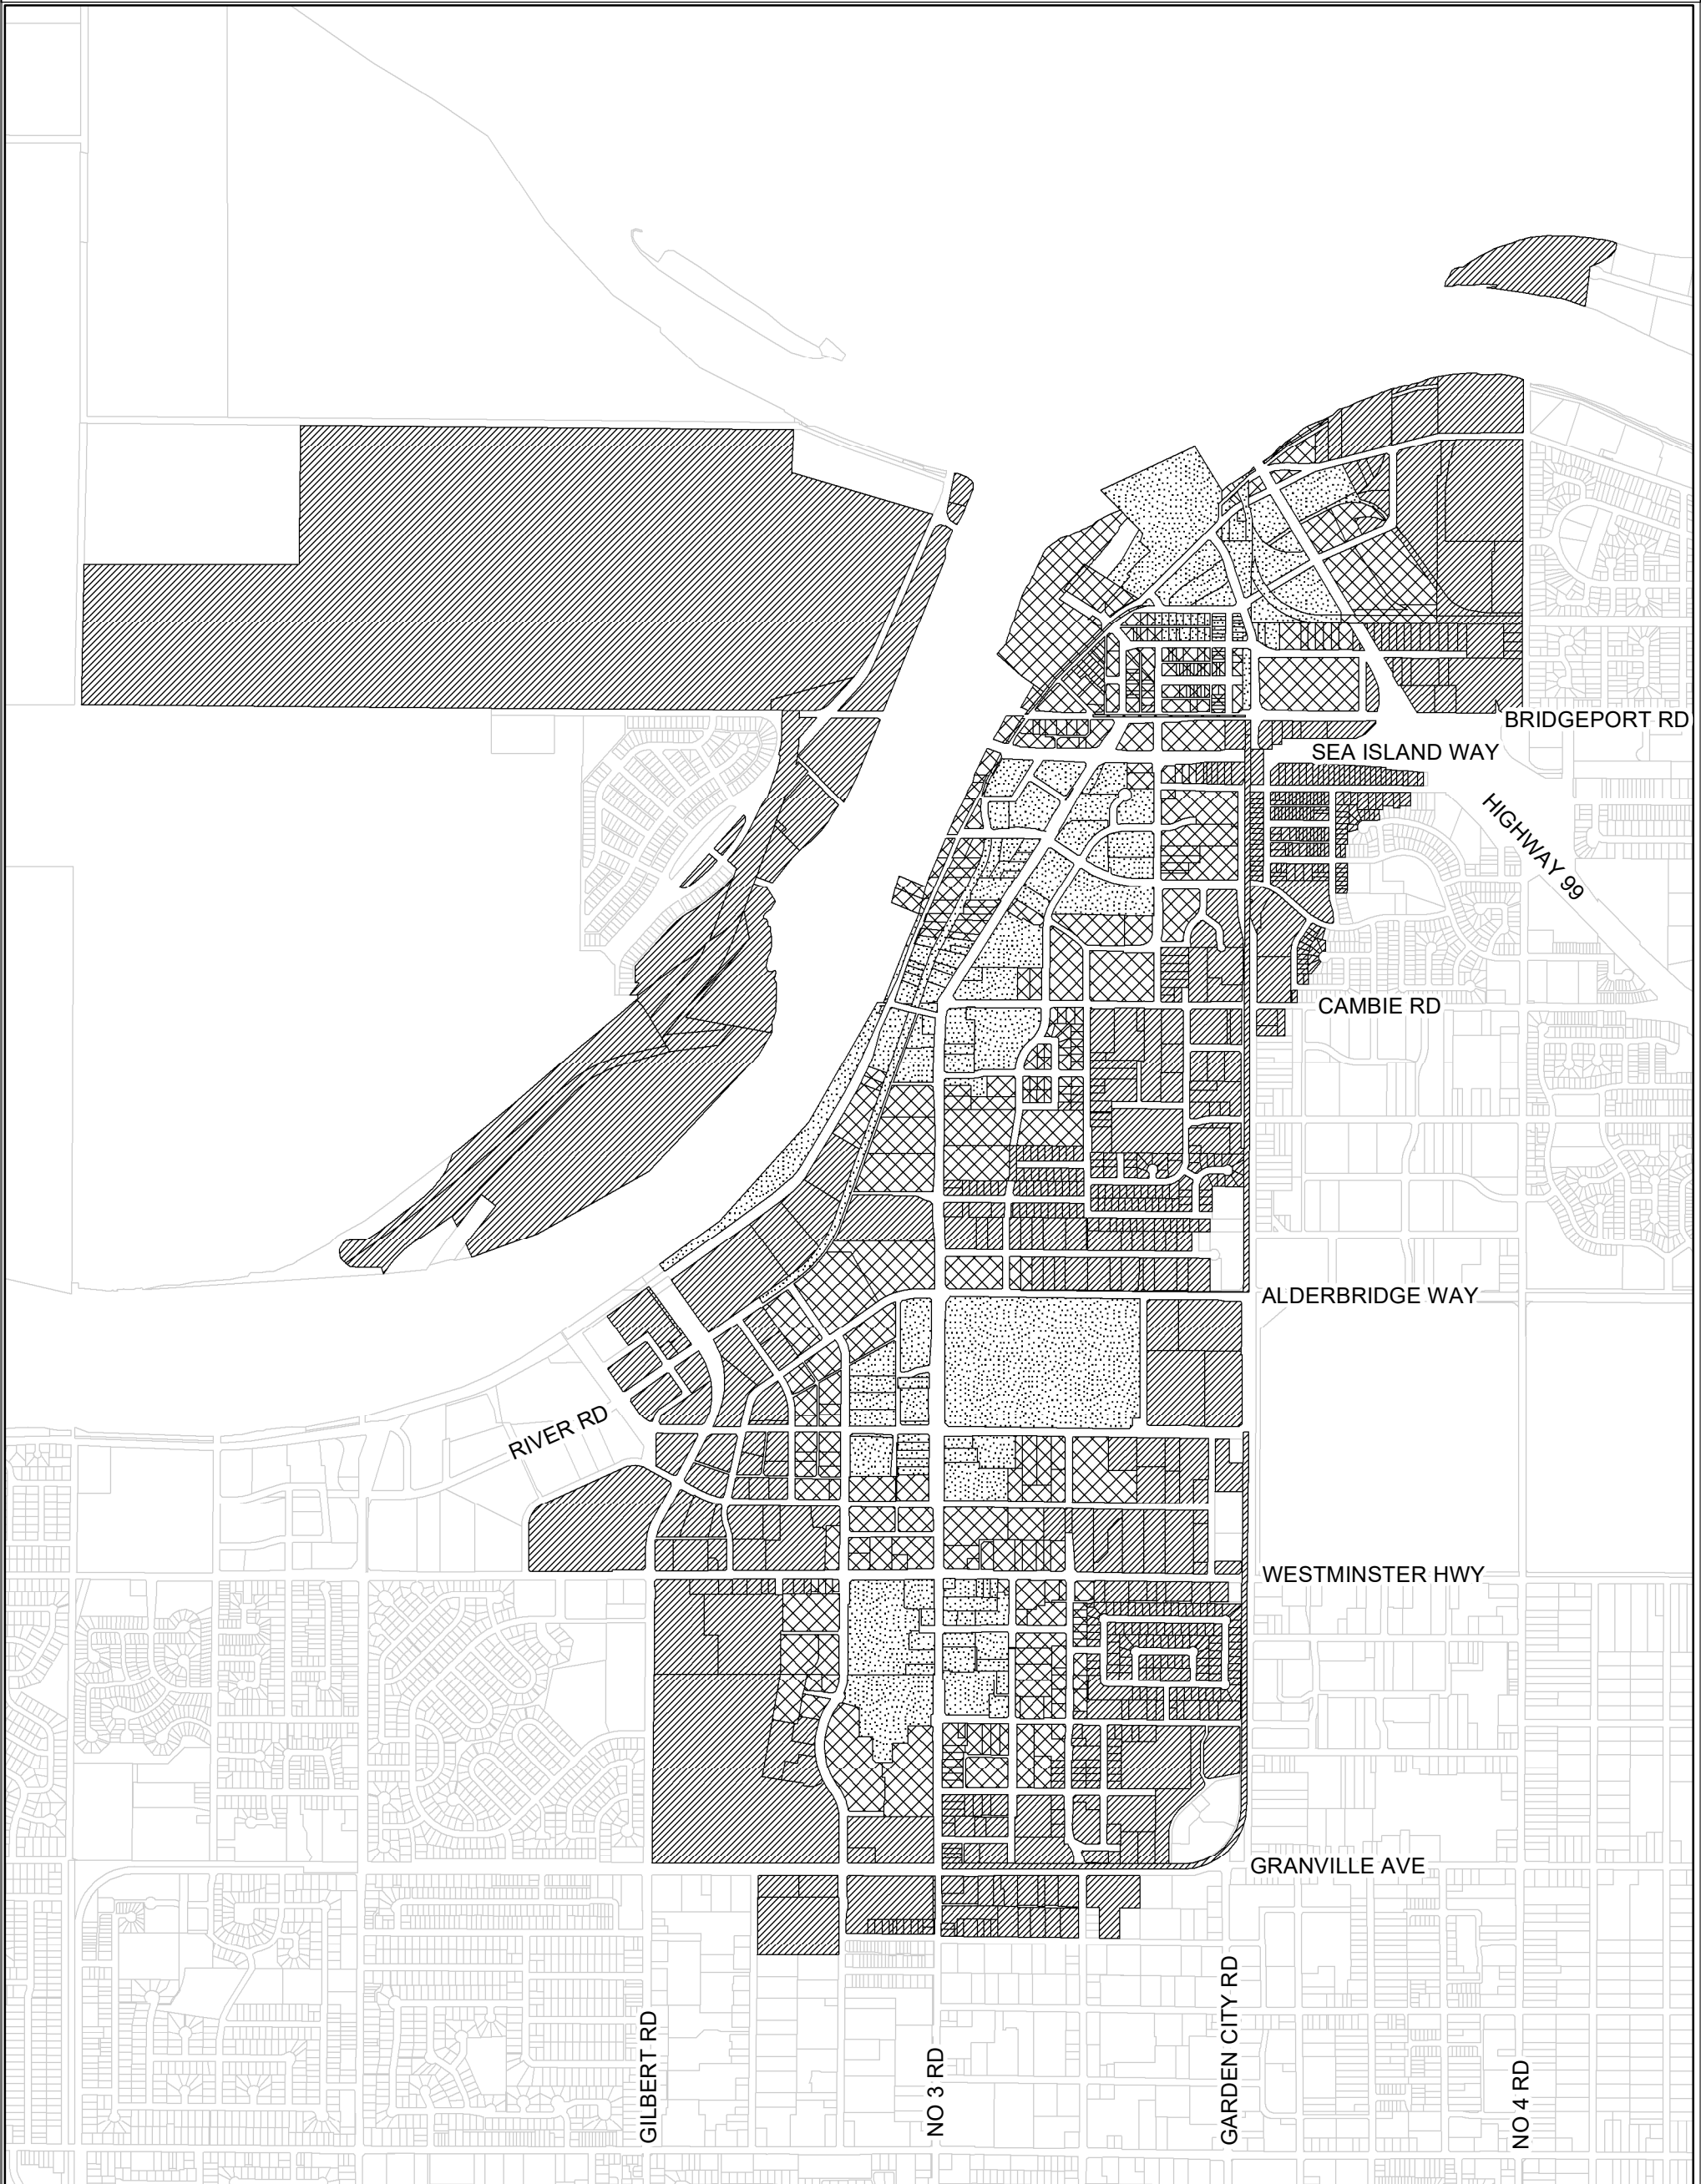 BRIDGEPORT RD
SEA ISLAND WAY
HIGHWAY 99
CAMBIE RD
ALDERBRIDGE WAY
RIVER RD
WESTMINSTER HWY
GRANVILLE AVE
GILBERT RD
NO 3 RD
GARDEN CITY RD
NO 4 RD